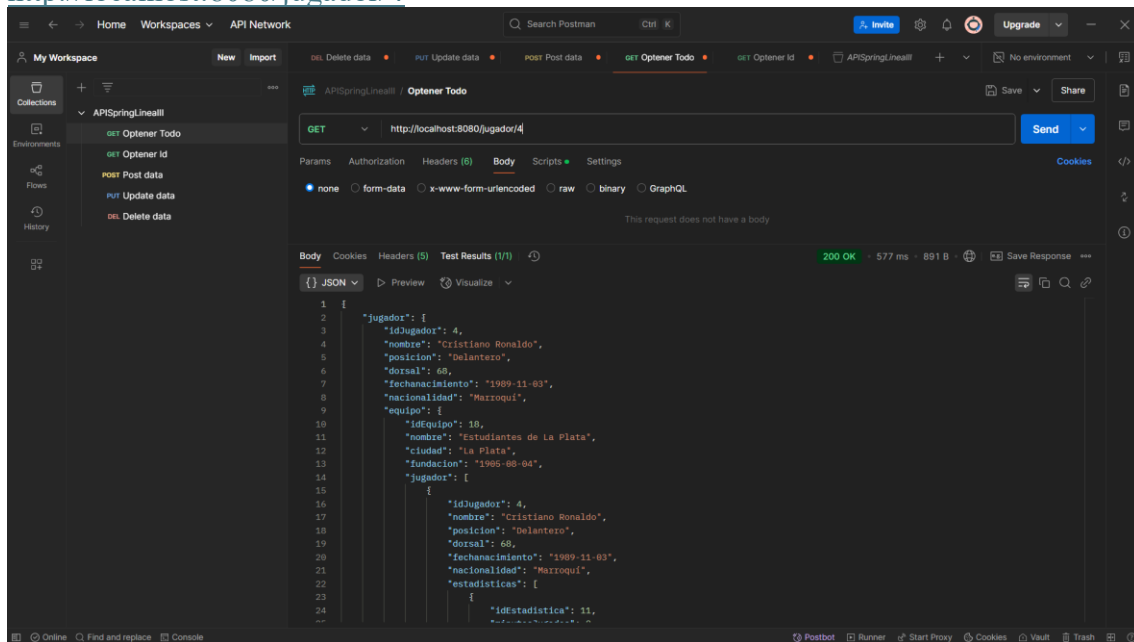 http://localhost:8080/jugador/4
Home Workspaces API Network Search Postman Ctrl K Invite Upgrade
My Workspace New Import DEL Delete data PUT Update data POST Post data GET Optener Todo GET Optener Id APISpringLinealII No environment
Collections
APISpringLinealII
GET Optener Todo
GET Optener Id
POST Post data
PUT Update data
DEL Delete data
Environments
Flows
History
HTTP APISpringLinealII / Optener Todo Save Share
GET http://localhost:8080/jugador/4 Send
Params Authorization Headers (6) Body Scripts Settings Cookies
none form-data x-www-form-urlencoded raw binary GraphQL
This request does not have a body
Body Cookies Headers (5) Test Results (1/1) 200 OK 577 ms 891 B Save Response
{} JSON Preview Visualize
1 {
2 "jugador": {
3 "idJugador": 4,
4 "nombre": "Cristiano Ronaldo",
5 "posicion": "Delantero",
6 "dorsal": 68,
7 "fechanacimiento": "1989-11-03",
8 "nacionalidad": "Marroquí",
9 "equipo": {
10 "idEquipo": 18,
11 "nombre": "Estudiantes de La Plata",
12 "ciudad": "La Plata",
13 "fundacion": "1905-08-04",
14 "jugador": [
15 {
16 "idJugador": 4,
17 "nombre": "Cristiano Ronaldo",
18 "posicion": "Delantero",
19 "dorsal": 68,
20 "fechanacimiento": "1989-11-03",
21 "nacionalidad": "Marroquí",
22 "estadisticas": [
23 {
24 "idEstadistica": 11,
Online Find and replace Console Postbot Runner Start Proxy Cookies Vault Trash